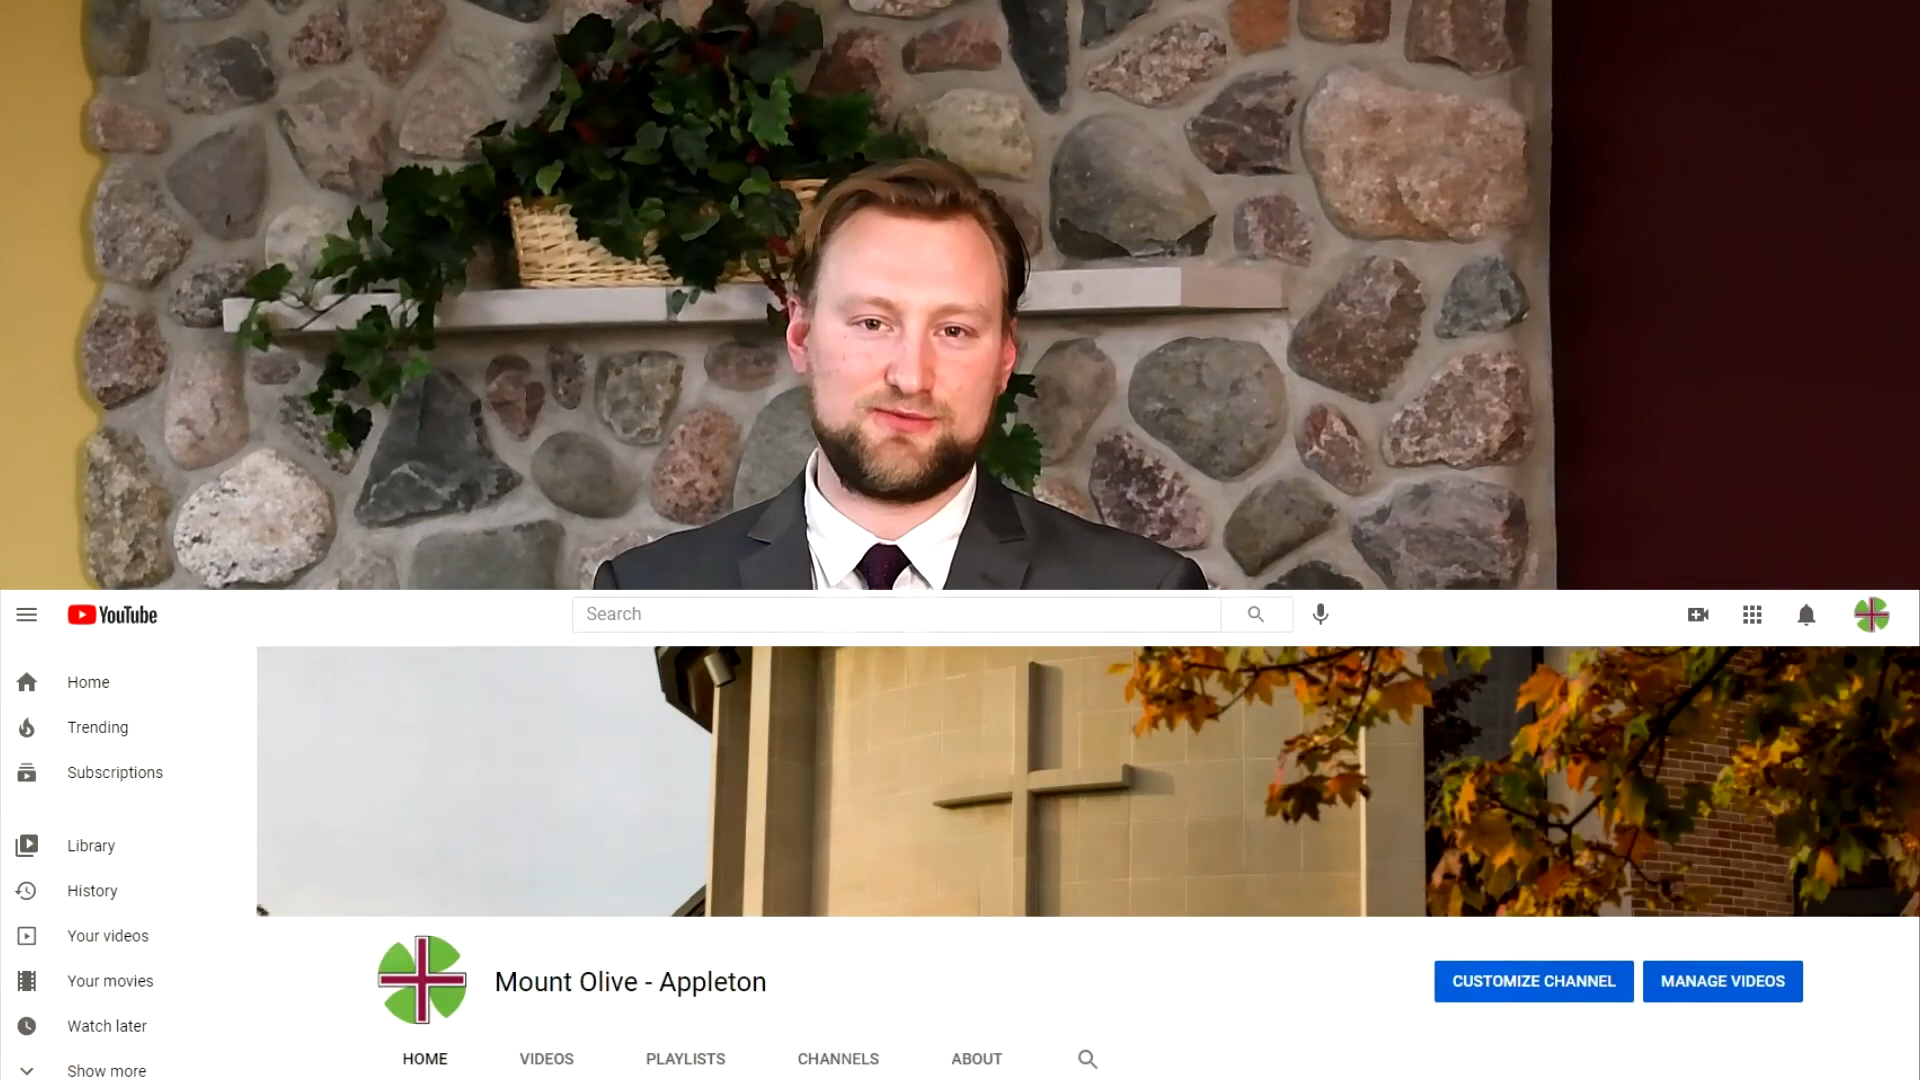 YouTube
Search
Home
Trending
Subscriptions
Library
History
Your videos
Your movies
Watch later
Show more
Mount Olive - Appleton
CUSTOMIZE CHANNEL
MANAGE VIDEOS
HOME
VIDEOS
PLAYLISTS
CHANNELS
ABOUT